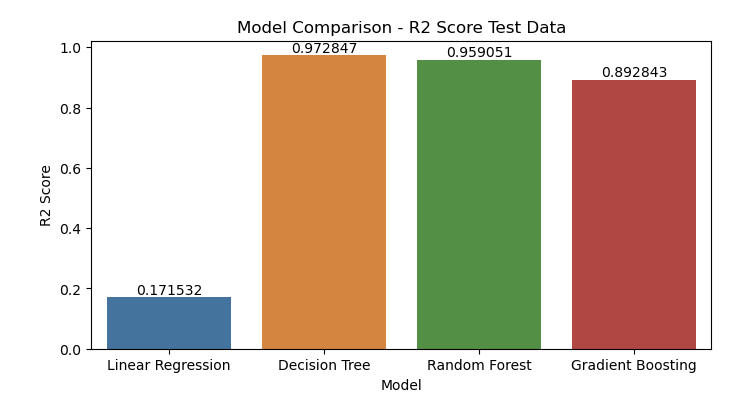 Model Comparison - R2 Score Test Data
1.0
0.8
0.6
0.4
0.2
0.0
R2 Score
0.171532
0.972847
0.959051
0.892843
Linear Regression
Decision Tree
Random Forest
Gradient Boosting
Model